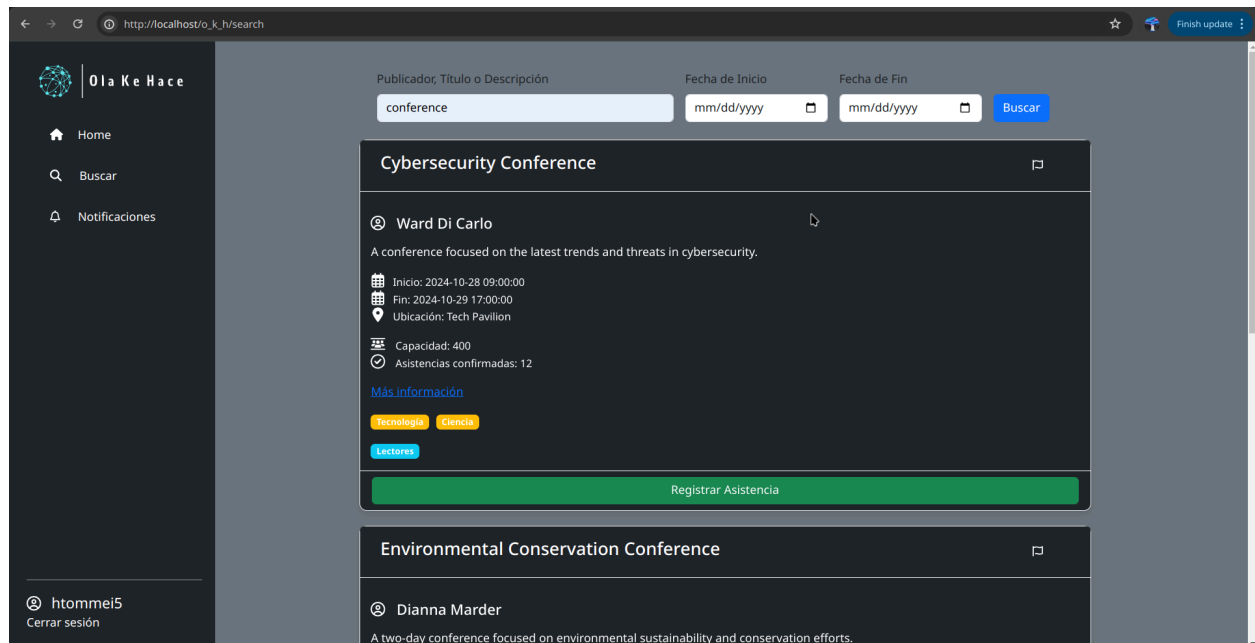 http://localhost/o_k_h/search
Finish update
Ola Ke Hace
Home
Buscar
Notificaciones
htommei5
Cerrar sesión
Publicador, Título o Descripción
Fecha de Inicio
Fecha de Fin
conference
mm/dd/yyyy
mm/dd/yyyy
Buscar
Cybersecurity Conference
Ward Di Carlo
A conference focused on the latest trends and threats in cybersecurity.
Inicio: 2024-10-28 09:00:00
Fin: 2024-10-29 17:00:00
Ubicación: Tech Pavilion
Capacidad: 400
Asistencias confirmadas: 12
Más información
Tecnología Ciencia
Lectores
Registrar Asistencia
Environmental Conservation Conference
Dianna Marder
A two-day conference focused on environmental sustainability and conservation efforts.